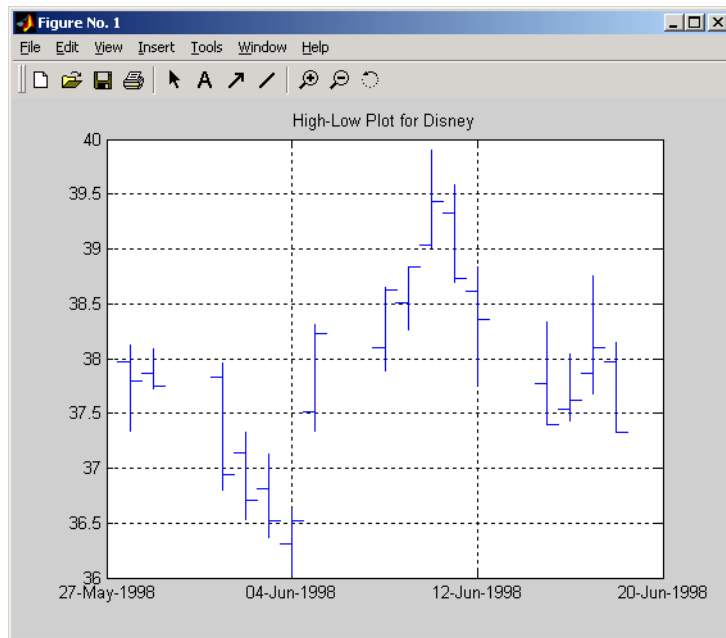 Figure No. 1
File Edit View Insert Tools Window Help
A
High-Low Plot for Disney
40
39.5
39
38.5
38
37.5
37
36.5
36
27-May-1998 04-Jun-1998 12-Jun-1998 20-Jun-1998